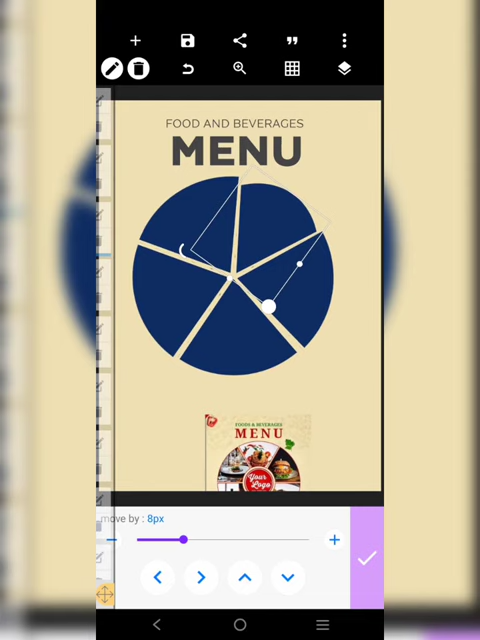 FOOD AND BEVERAGES
MENU
FOODS & BEVERAGES
MENU
Your
Logo
move by : 8px